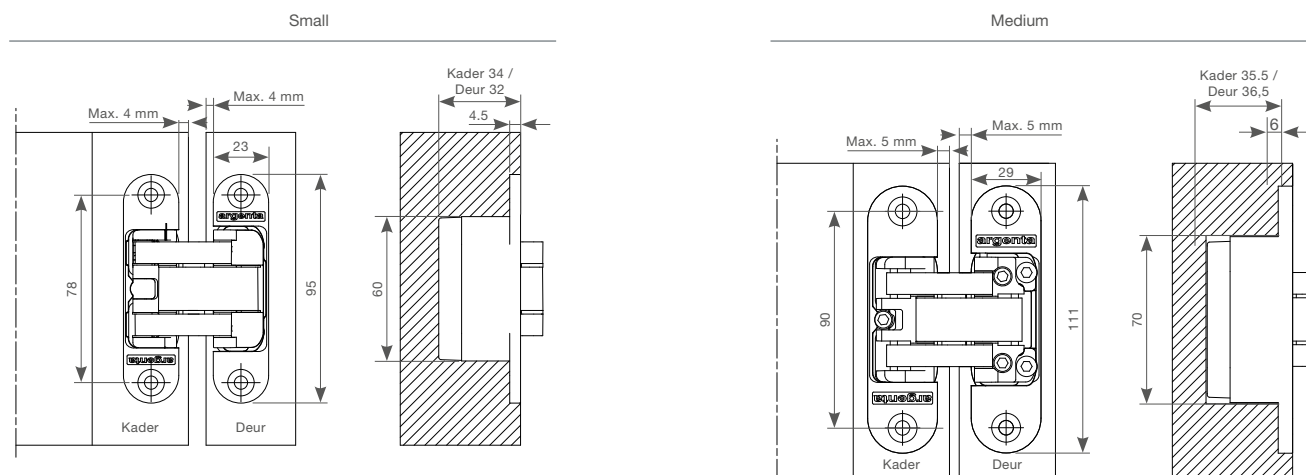 Small
Kader 34 /
Deur 32
Max. 4 mm
Max. 4 mm
4.5
23
argenta
78
95
60
argenta
Kader
Deur
Medium
Kader 35.5 /
Deur 36,5
Max. 5 mm
6
Max. 5 mm
29
argenta
90
111
70
argenta
Kader
Deur